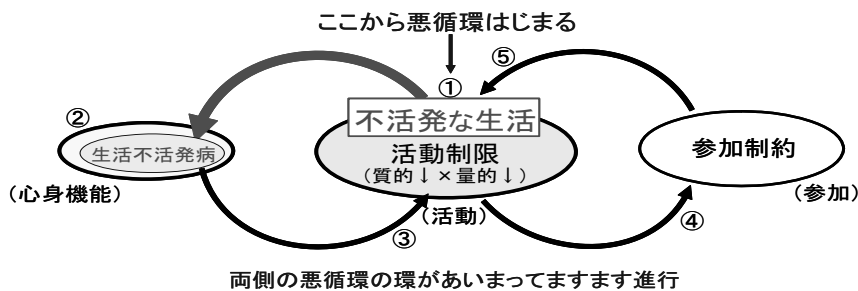 ここから悪循環はじまる
⑤
①
②
不活発な生活
生活不活発病
活動制限
(質的↓×量的↓)
参加制約
(心身機能)
(活動)
(参加)
③
④
両側の悪循環の環があいまってますます進行